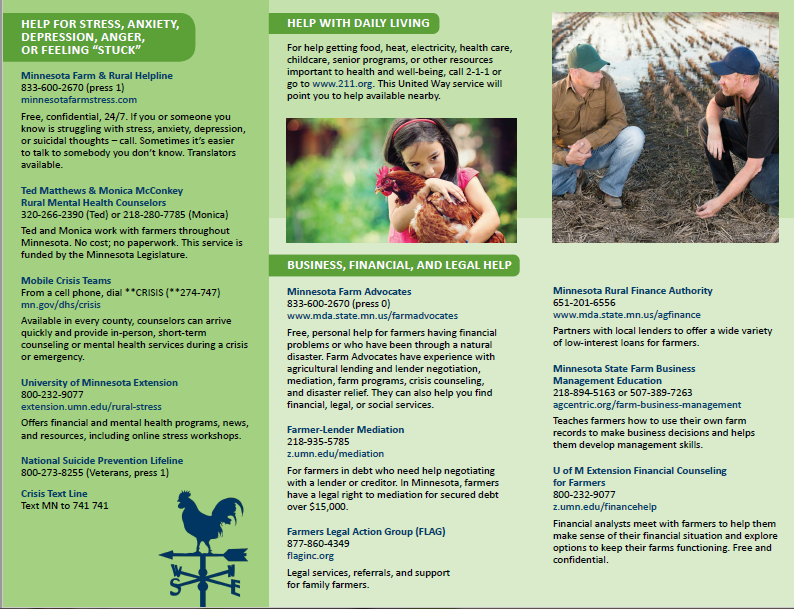 HELP FOR STRESS, ANXIETY,
DEPRESSION, ANGER,
OR FEELING “STUCK”
Minnesota Farm & Rural Helpline
833-600-2670 (press 1)
minnesotafarmstress.com
Free, confidential, 24/7. If you or someone you
know is struggling with stress, anxiety, depression,
or suicidal thoughts – call. Sometimes it’s easier
to talk to somebody you don’t know. Translators
available.
Ted Matthews & Monica McConkey
Rural Mental Health Counselors
320-266-2390 (Ted) or 218-280-7785 (Monica)
Ted and Monica work with farmers throughout
Minnesota. No cost; no paperwork. This service is
funded by the Minnesota Legislature.
Mobile Crisis Teams
From a cell phone, dial **CRISIS (**274-747)
mn.gov/dhs/crisis
Available in every county, counselors can arrive
quickly and provide in-person, short-term
counseling or mental health services during a crisis
or emergency.
University of Minnesota Extension
800-232-9077
extension.umn.edu/rural-stress
Offers financial and mental health programs, news,
and resources, including online stress workshops.
National Suicide Prevention Lifeline
800-273-8255 (Veterans, press 1)
Crisis Text Line
Text MN to 741 741
N
W
S
E
HELP WITH DAILY LIVING
For help getting food, heat, electricity, health care,
childcare, senior programs, or other resources
important to health and well-being, call 2-1-1 or
go to www.211.org. This United Way service will
point you to help available nearby.
BUSINESS, FINANCIAL, AND LEGAL HELP
Minnesota Farm Advocates
833-600-2670 (press 0)
www.mda.state.mn.us/farmadvocates
Free, personal help for farmers having financial
problems or who have been through a natural
disaster. Farm Advocates have experience with
agricultural lending and lender negotiation,
mediation, farm programs, crisis counseling,
and disaster relief. They can also help you find
financial, legal, or social services.
Farmer-Lender Mediation
218-935-5785
z.umn.edu/mediation
For farmers in debt who need help negotiating
with a lender or creditor. In Minnesota, farmers
have a legal right to mediation for secured debt
over $15,000.
Farmers Legal Action Group (FLAG)
877-860-4349
flaginc.org
Legal services, referrals, and support
for family farmers.
Minnesota Rural Finance Authority
651-201-6556
www.mda.state.mn.us/agfinance
Partners with local lenders to offer a wide variety
of low-interest loans for farmers.
Minnesota State Farm Business
Management Education
218-894-5163 or 507-389-7263
agcentric.org/farm-business-management
Teaches farmers how to use their own farm
records to make business decisions and helps
them develop management skills.
U of M Extension Financial Counseling
for Farmers
800-232-9077
z.umn.edu/financehelp
Financial analysts meet with farmers to help them
make sense of their financial situation and explore
options to keep their farms functioning. Free and
confidential.